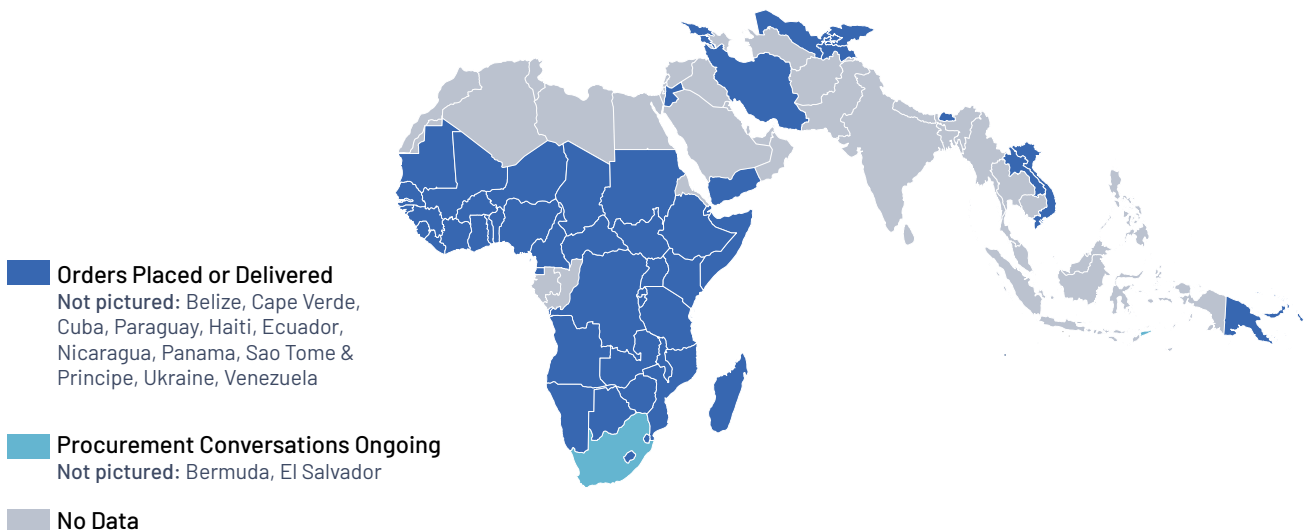 Orders Placed or Delivered
Not pictured: Belize, Cape Verde,
Cuba, Paraguay, Haiti, Ecuador,
Nicaragua, Panama, Sao Tome &
Principe, Ukraine, Venezuela
Procurement Conversations Ongoing
Not pictured: Bermuda, El Salvador
No Data